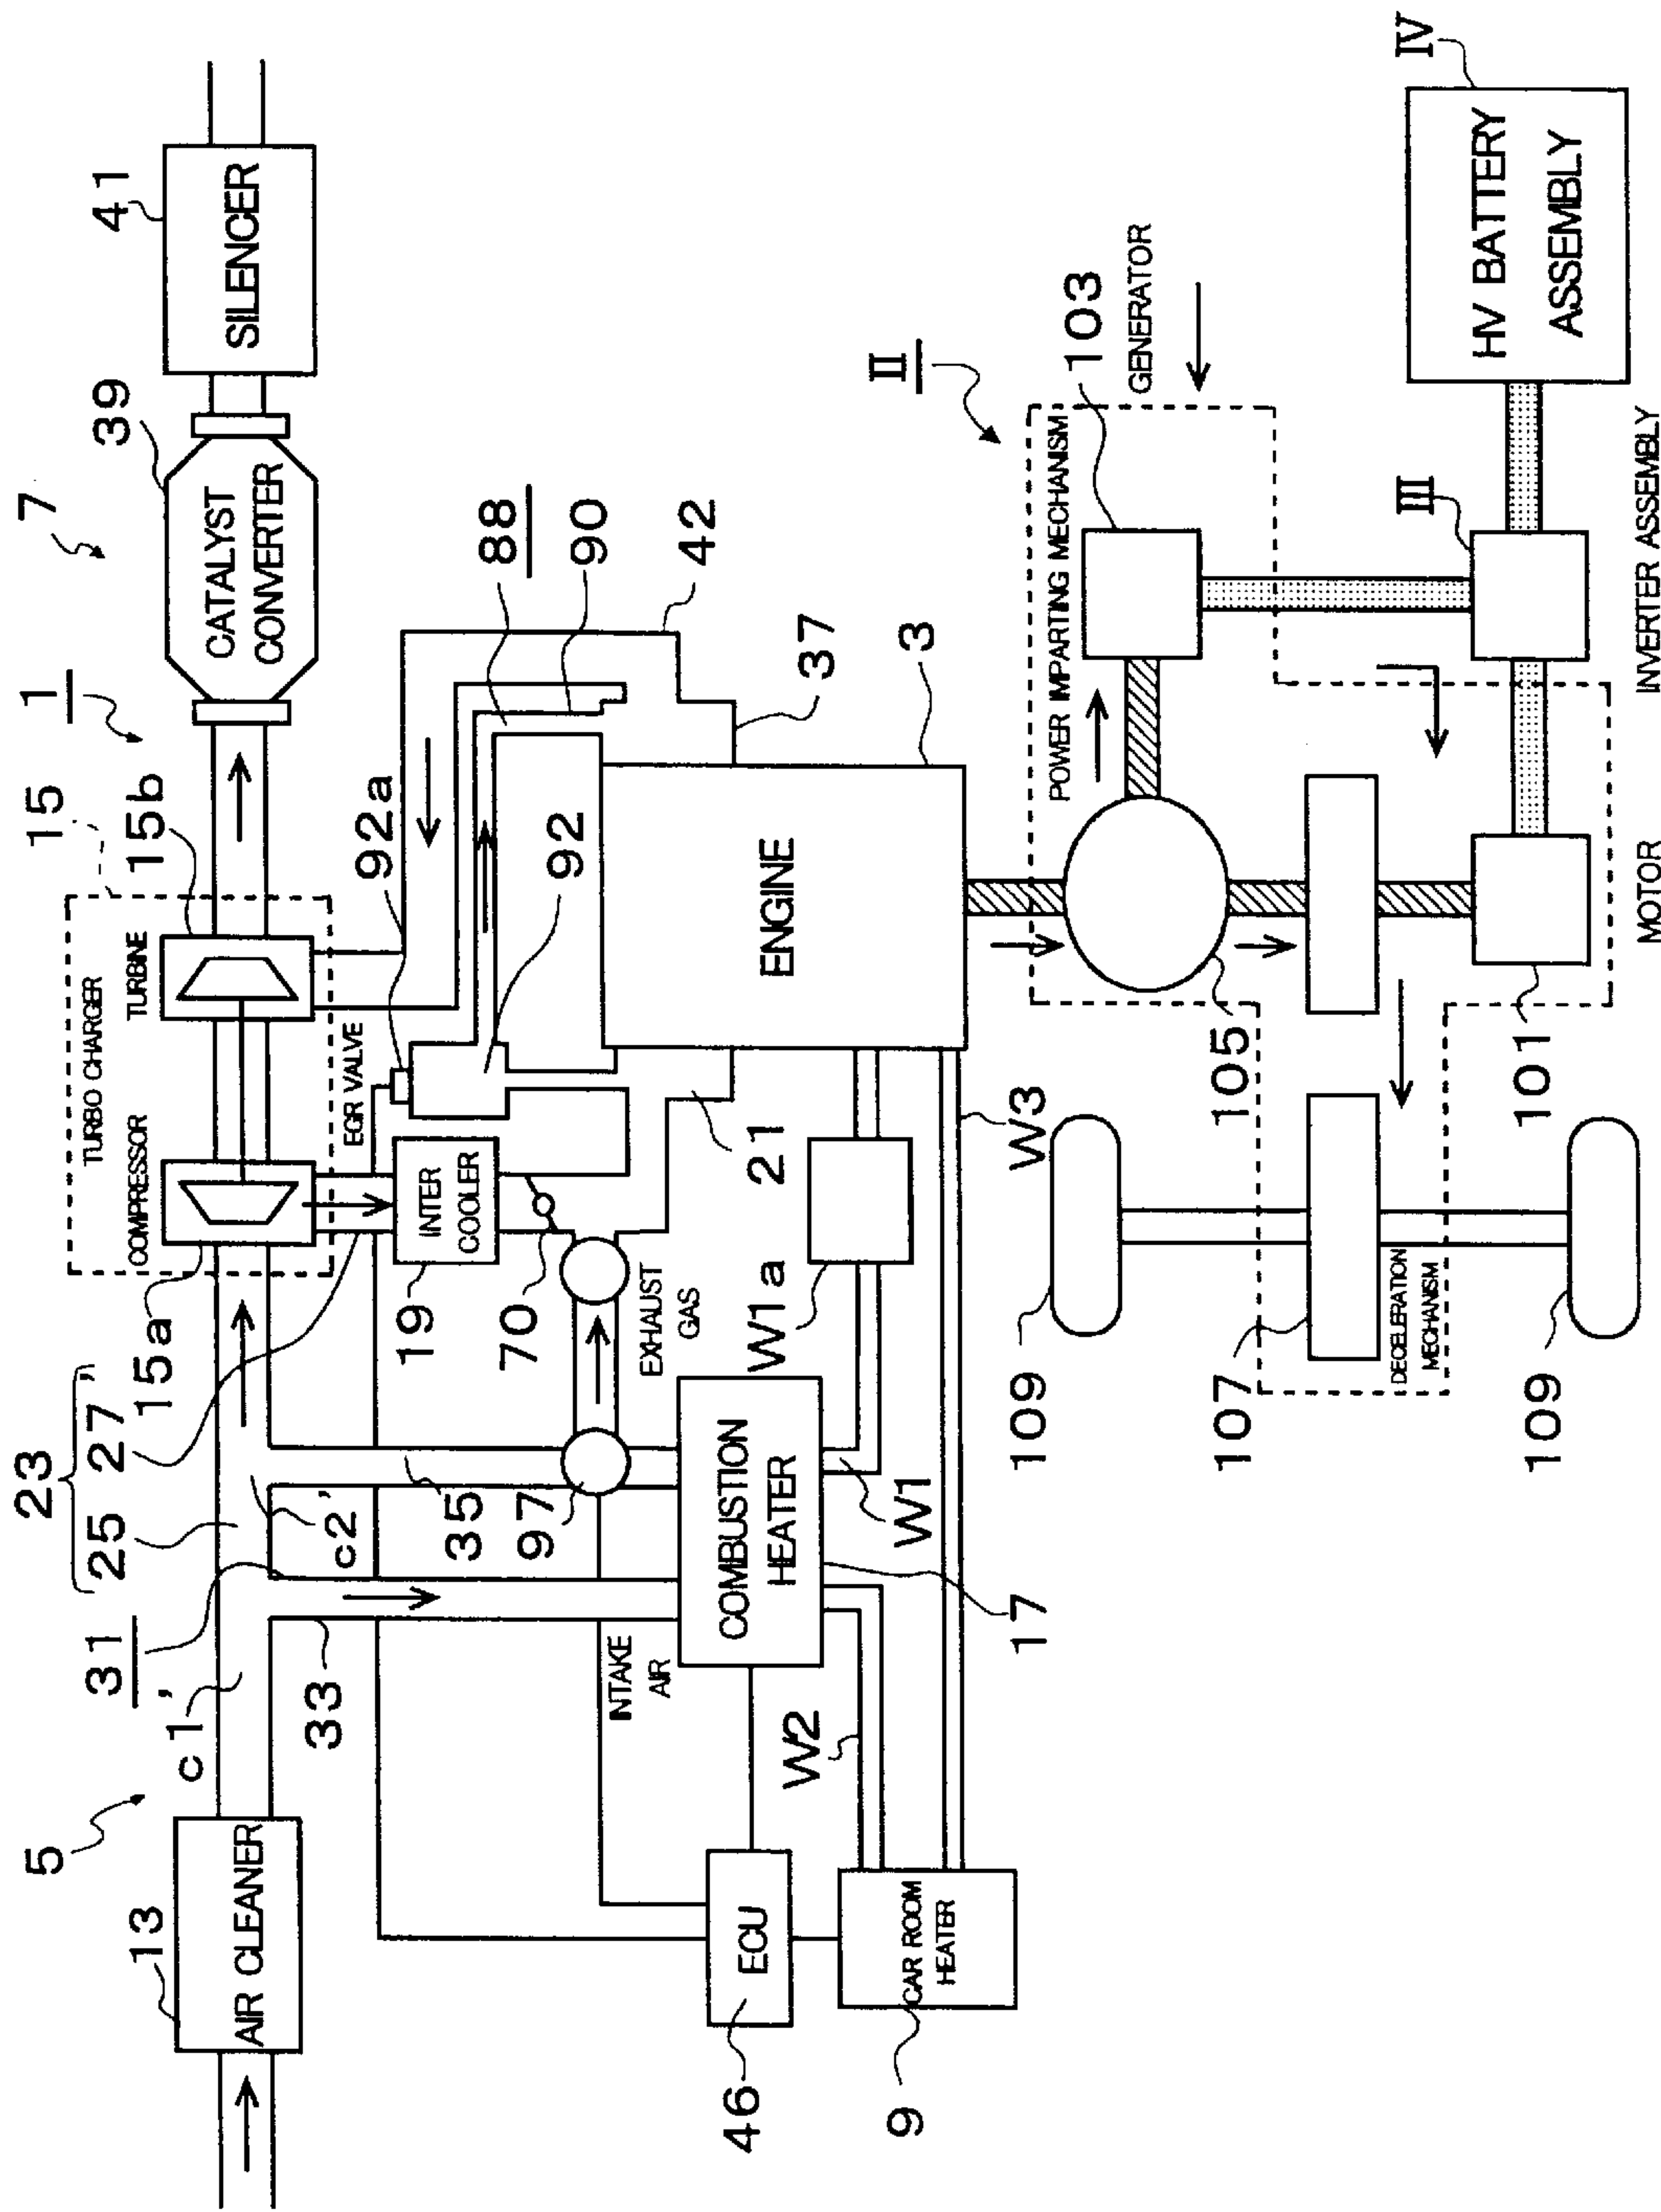 5
13
AIR CLEANER
c1'
31
33
23
25
27'
c2'
35
97
15a
COMPRESSOR
TURBO CHARGER
TURBINE
15
15b
1
7
39
CATALYST
CONVERTER
41
SILENCER
EGR VALVE
92a
92
88
90
42
37
3
ENGINE
INTER
COOLER
19
70
EXHAUST
GAS
21
W1a
INTAKE
AIR
COMBUSTION
HEATER
17
W1
W2
W3
ECU
46
CAR ROOM
HEATER
9
II
POWER IMPARTING MECHANISM
GENERATOR
103
105
109
107
DECELERATION
MECHANISM
109
101
MOTOR
III
INVERTER ASSEMBLY
IV
HV BATTERY
ASSEMBLY